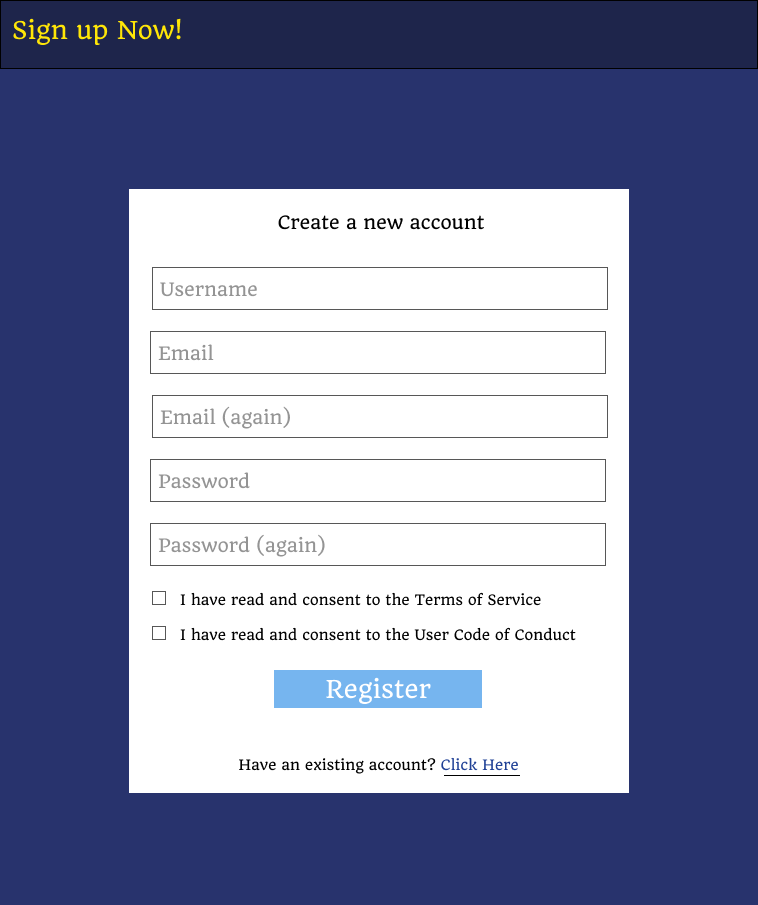 Sign up Now!
Create a new account
Username
Email
Email (again)
Password
Password (again)
I have read and consent to the Terms of Service
I have read and consent to the User Code of Conduct
Register
Have an existing account? Click Here